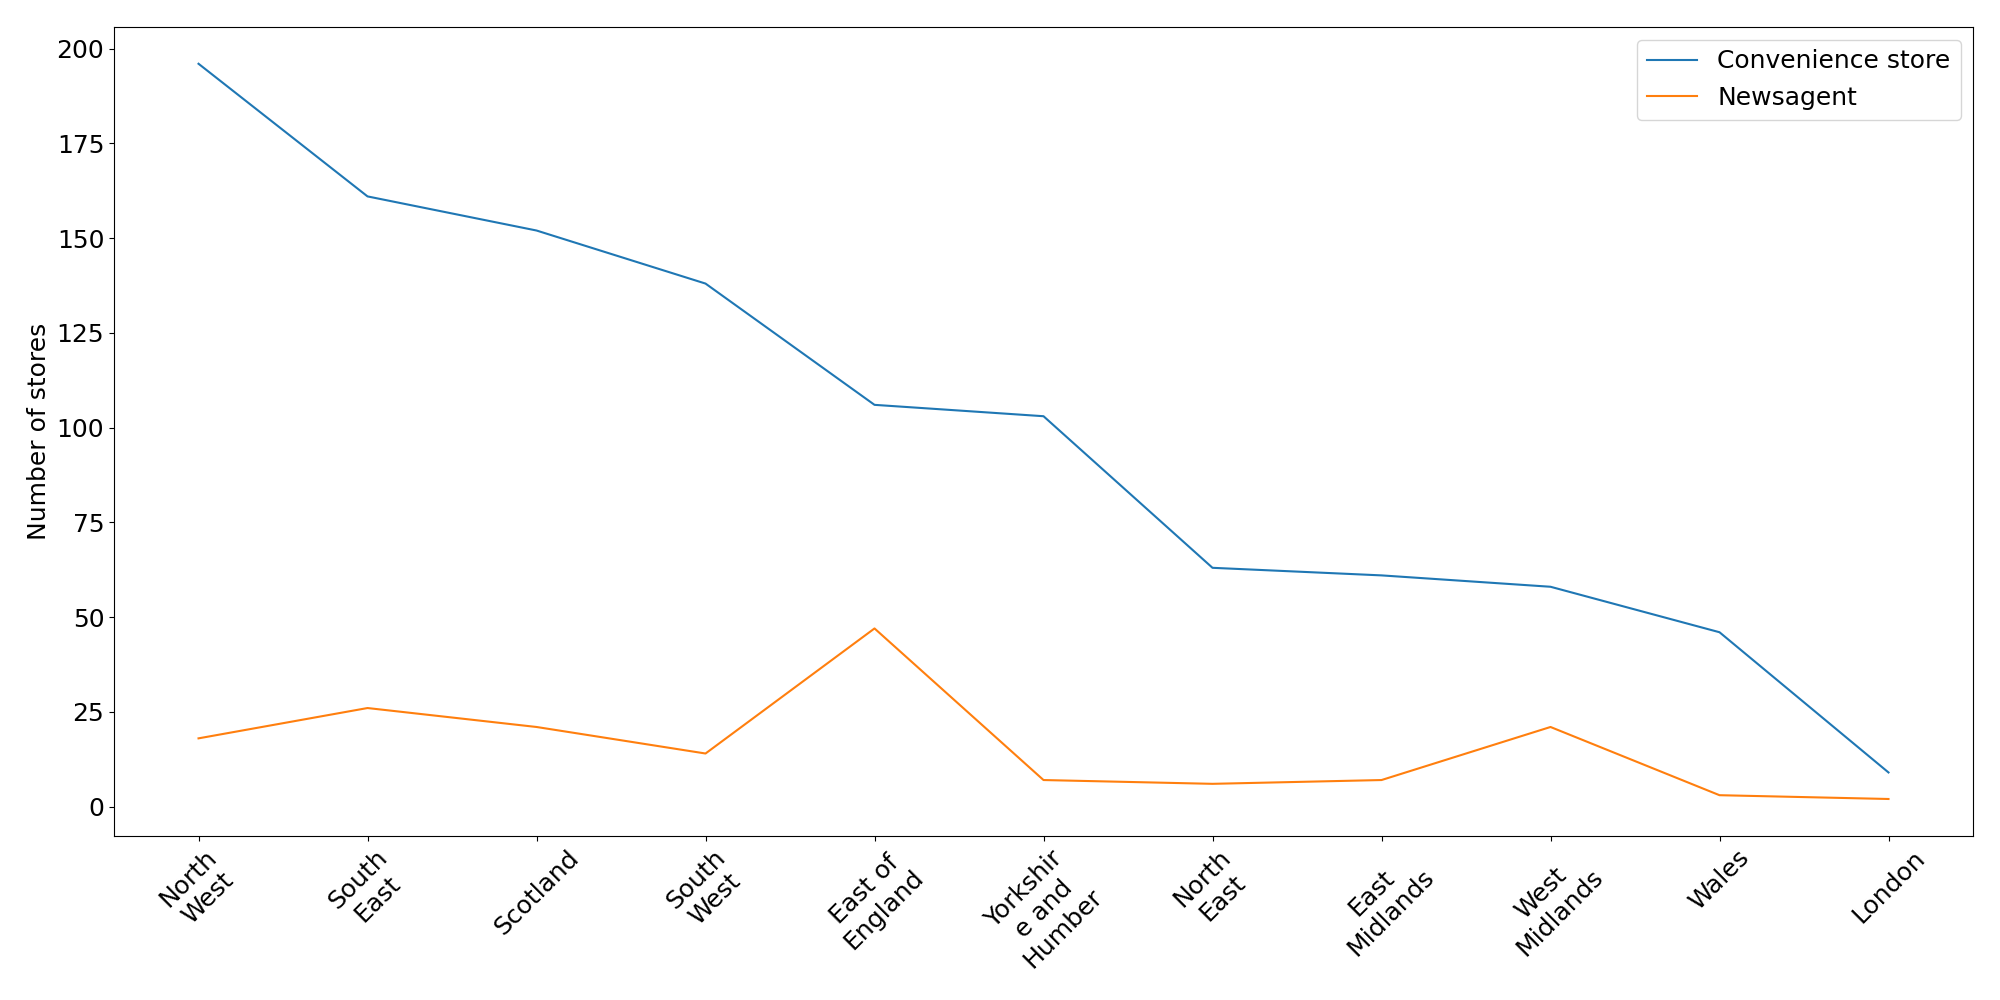 Number of stores
200
175
150
125
100
75
50
25
0
Convenience store
Newsagent
North
West
South
East
Scotland
South
West
East of
England
Yorkshir
e and
Humber
North
East
East
Midlands
West
Midlands
Wales
London